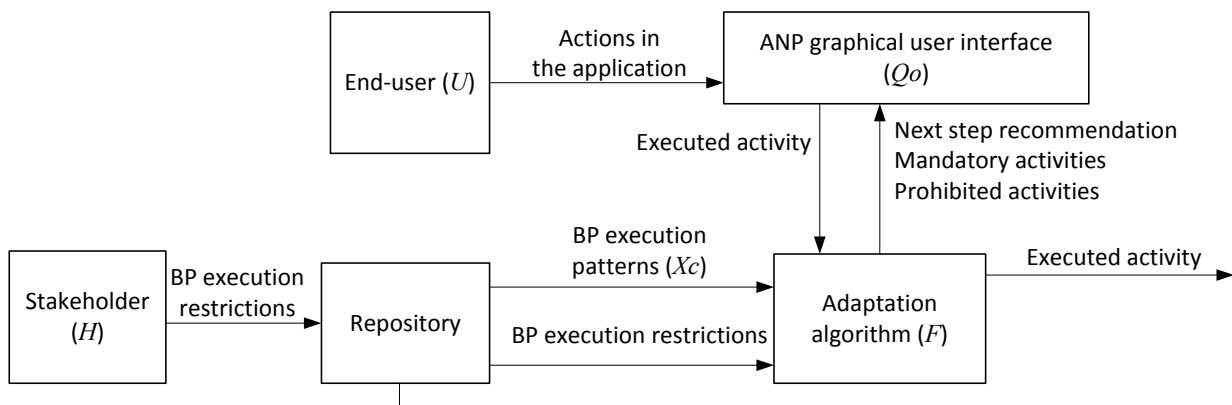 End-user (U)
Actions in
the application
ANP graphical user interface
(Qo)
Executed activity
Next step recommendation
Mandatory activities
Prohibited activities
Stakeholder
(H)
BP execution
restrictions
Repository
BP execution
patterns (Xc)
BP execution restrictions
Adaptation
algorithm (F)
Executed activity